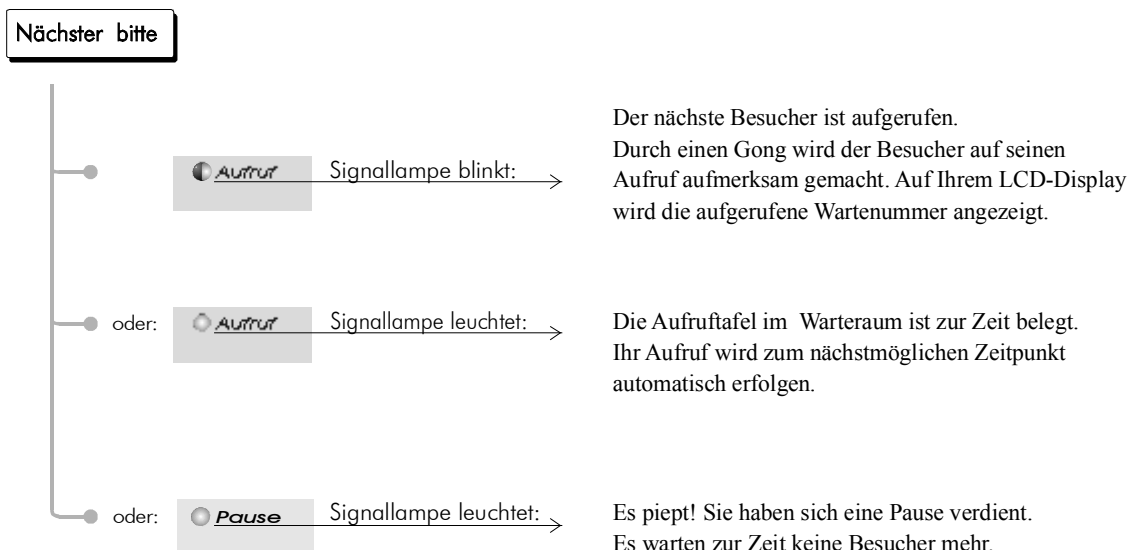 Nächster bitte
Der nächste Besucher ist aufgerufen.
Durch einen Gong wird der Besucher auf seinen
Aufruf Signallampe blinkt: Aufruf aufmerksam gemacht. Auf Ihrem LCD-Display
wird die aufgerufene Wartenummer angezeigt.
oder: Aufruf Signallampe leuchtet: Die Aufruftafel im Warteraum ist zur Zeit belegt.
Ihr Aufruf wird zum nächstmöglichen Zeitpunkt
automatisch erfolgen.
oder: Pause Signallampe leuchtet: Es piept! Sie haben sich eine Pause verdient.
Es warten zur Zeit keine Besucher mehr.